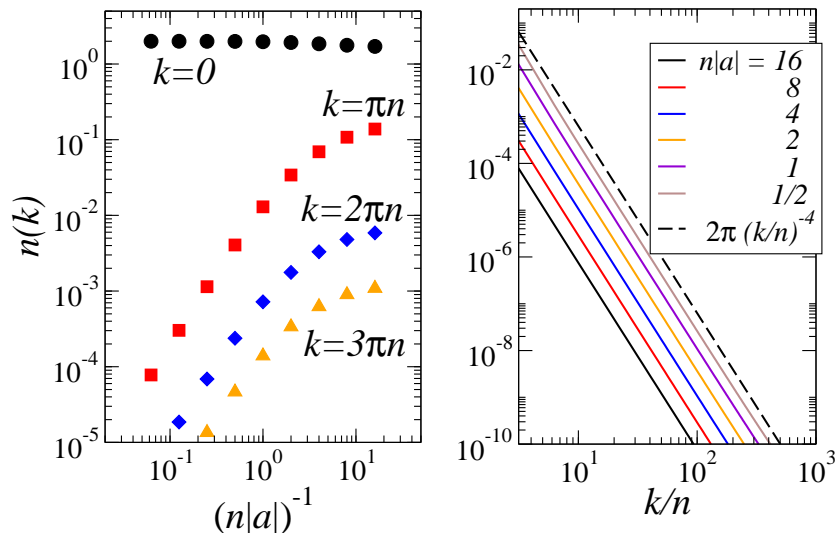 10^0
10^-1
10^-2
10^-3
10^-4
10^-5
n(k)
k=0
k=πn
k=2πn
k=3πn
10^-1
10^0
10^1
(n|a|)^-1
10^-2
10^-4
10^-6
10^-8
10^-10
n|a| = 16
8
4
2
1
1/2
2π (k/n)^-4
10^1
10^2
10^3
k/n